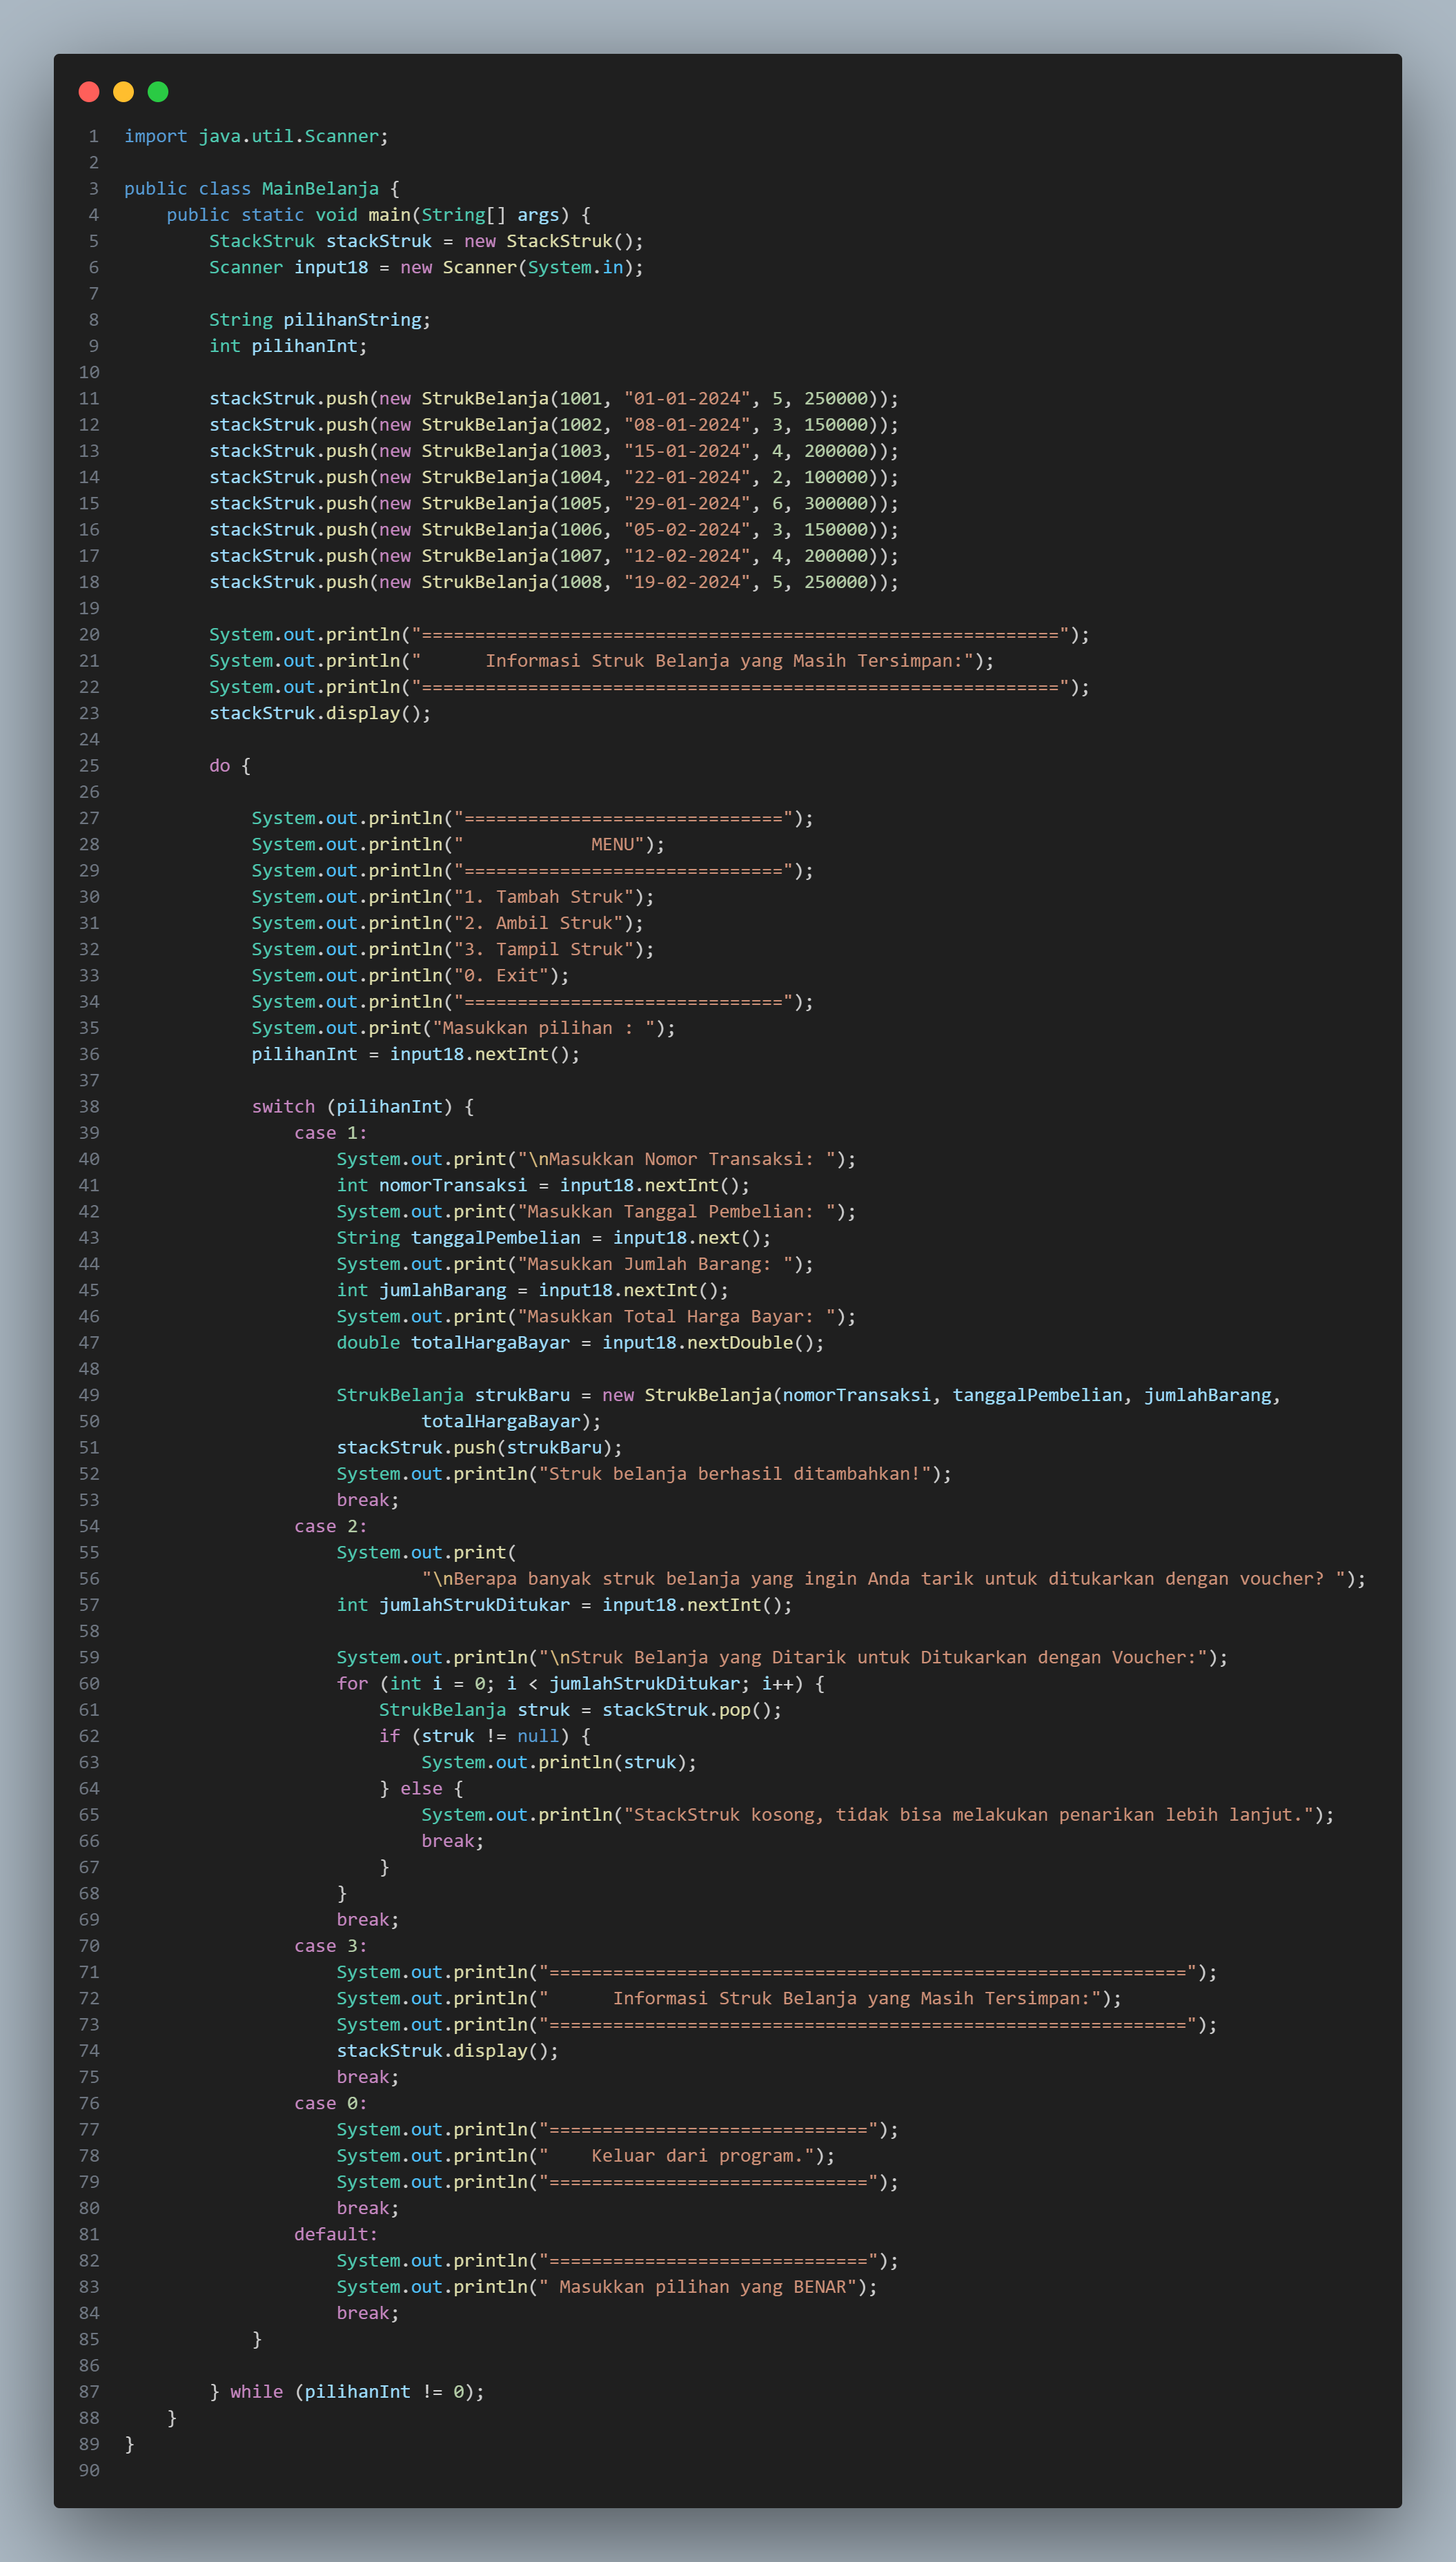 1 import java.util.Scanner;
2
3 public class MainBelanja {
4     public static void main(String[] args) {
5         StackStruk stackStruk = new StackStruk();
6         Scanner input18 = new Scanner(System.in);
7
8         String pilihanString;
9         int pilihanInt;
10
11         stackStruk.push(new StrukBelanja(1001, "01-01-2024", 5, 250000));
12         stackStruk.push(new StrukBelanja(1002, "08-01-2024", 3, 150000));
13         stackStruk.push(new StrukBelanja(1003, "15-01-2024", 4, 200000));
14         stackStruk.push(new StrukBelanja(1004, "22-01-2024", 2, 100000));
15         stackStruk.push(new StrukBelanja(1005, "29-01-2024", 6, 300000));
16         stackStruk.push(new StrukBelanja(1006, "05-02-2024", 3, 150000));
17         stackStruk.push(new StrukBelanja(1007, "12-02-2024", 4, 200000));
18         stackStruk.push(new StrukBelanja(1008, "19-02-2024", 5, 250000));
19
20         System.out.println("============================================================");
21         System.out.println("      Informasi Struk Belanja yang Masih Tersimpan:");
22         System.out.println("============================================================");
23         stackStruk.display();
24
25         do {
26
27             System.out.println("==============================");
28             System.out.println("            MENU");
29             System.out.println("==============================");
30             System.out.println("1. Tambah Struk");
31             System.out.println("2. Ambil Struk");
32             System.out.println("3. Tampil Struk");
33             System.out.println("0. Exit");
34             System.out.println("==============================");
35             System.out.print("Masukkan pilihan : ");
36             pilihanInt = input18.nextInt();
37
38             switch (pilihanInt) {
39                 case 1:
40                     System.out.print("\nMasukkan Nomor Transaksi: ");
41                     int nomorTransaksi = input18.nextInt();
42                     System.out.print("Masukkan Tanggal Pembelian: ");
43                     String tanggalPembelian = input18.next();
44                     System.out.print("Masukkan Jumlah Barang: ");
45                     int jumlahBarang = input18.nextInt();
46                     System.out.print("Masukkan Total Harga Bayar: ");
47                     double totalHargaBayar = input18.nextDouble();
48
49                     StrukBelanja strukBaru = new StrukBelanja(nomorTransaksi, tanggalPembelian, jumlahBarang,
50                             totalHargaBayar);
51                     stackStruk.push(strukBaru);
52                     System.out.println("Struk belanja berhasil ditambahkan!");
53                     break;
54                 case 2:
55                     System.out.print(
56                             "\nBerapa banyak struk belanja yang ingin Anda tarik untuk ditukarkan dengan voucher? ");
57                     int jumlahStrukDitukar = input18.nextInt();
58
59                     System.out.println("\nStruk Belanja yang Ditarik untuk Ditukarkan dengan Voucher:");
60                     for (int i = 0; i < jumlahStrukDitukar; i++) {
61                         StrukBelanja struk = stackStruk.pop();
62                         if (struk != null) {
63                             System.out.println(struk);
64                         } else {
65                             System.out.println("StackStruk kosong, tidak bisa melakukan penarikan lebih lanjut.");
66                             break;
67                         }
68                     }
69                     break;
70                 case 3:
71                     System.out.println("============================================================");
72                     System.out.println("      Informasi Struk Belanja yang Masih Tersimpan:");
73                     System.out.println("============================================================");
74                     stackStruk.display();
75                     break;
76                 case 0:
77                     System.out.println("==============================");
78                     System.out.println("    Keluar dari program.");
79                     System.out.println("==============================");
80                     break;
81                 default:
82                     System.out.println("==============================");
83                     System.out.println(" Masukkan pilihan yang BENAR");
84                     break;
85             }
86
87         } while (pilihanInt != 0);
88     }
89 }
90